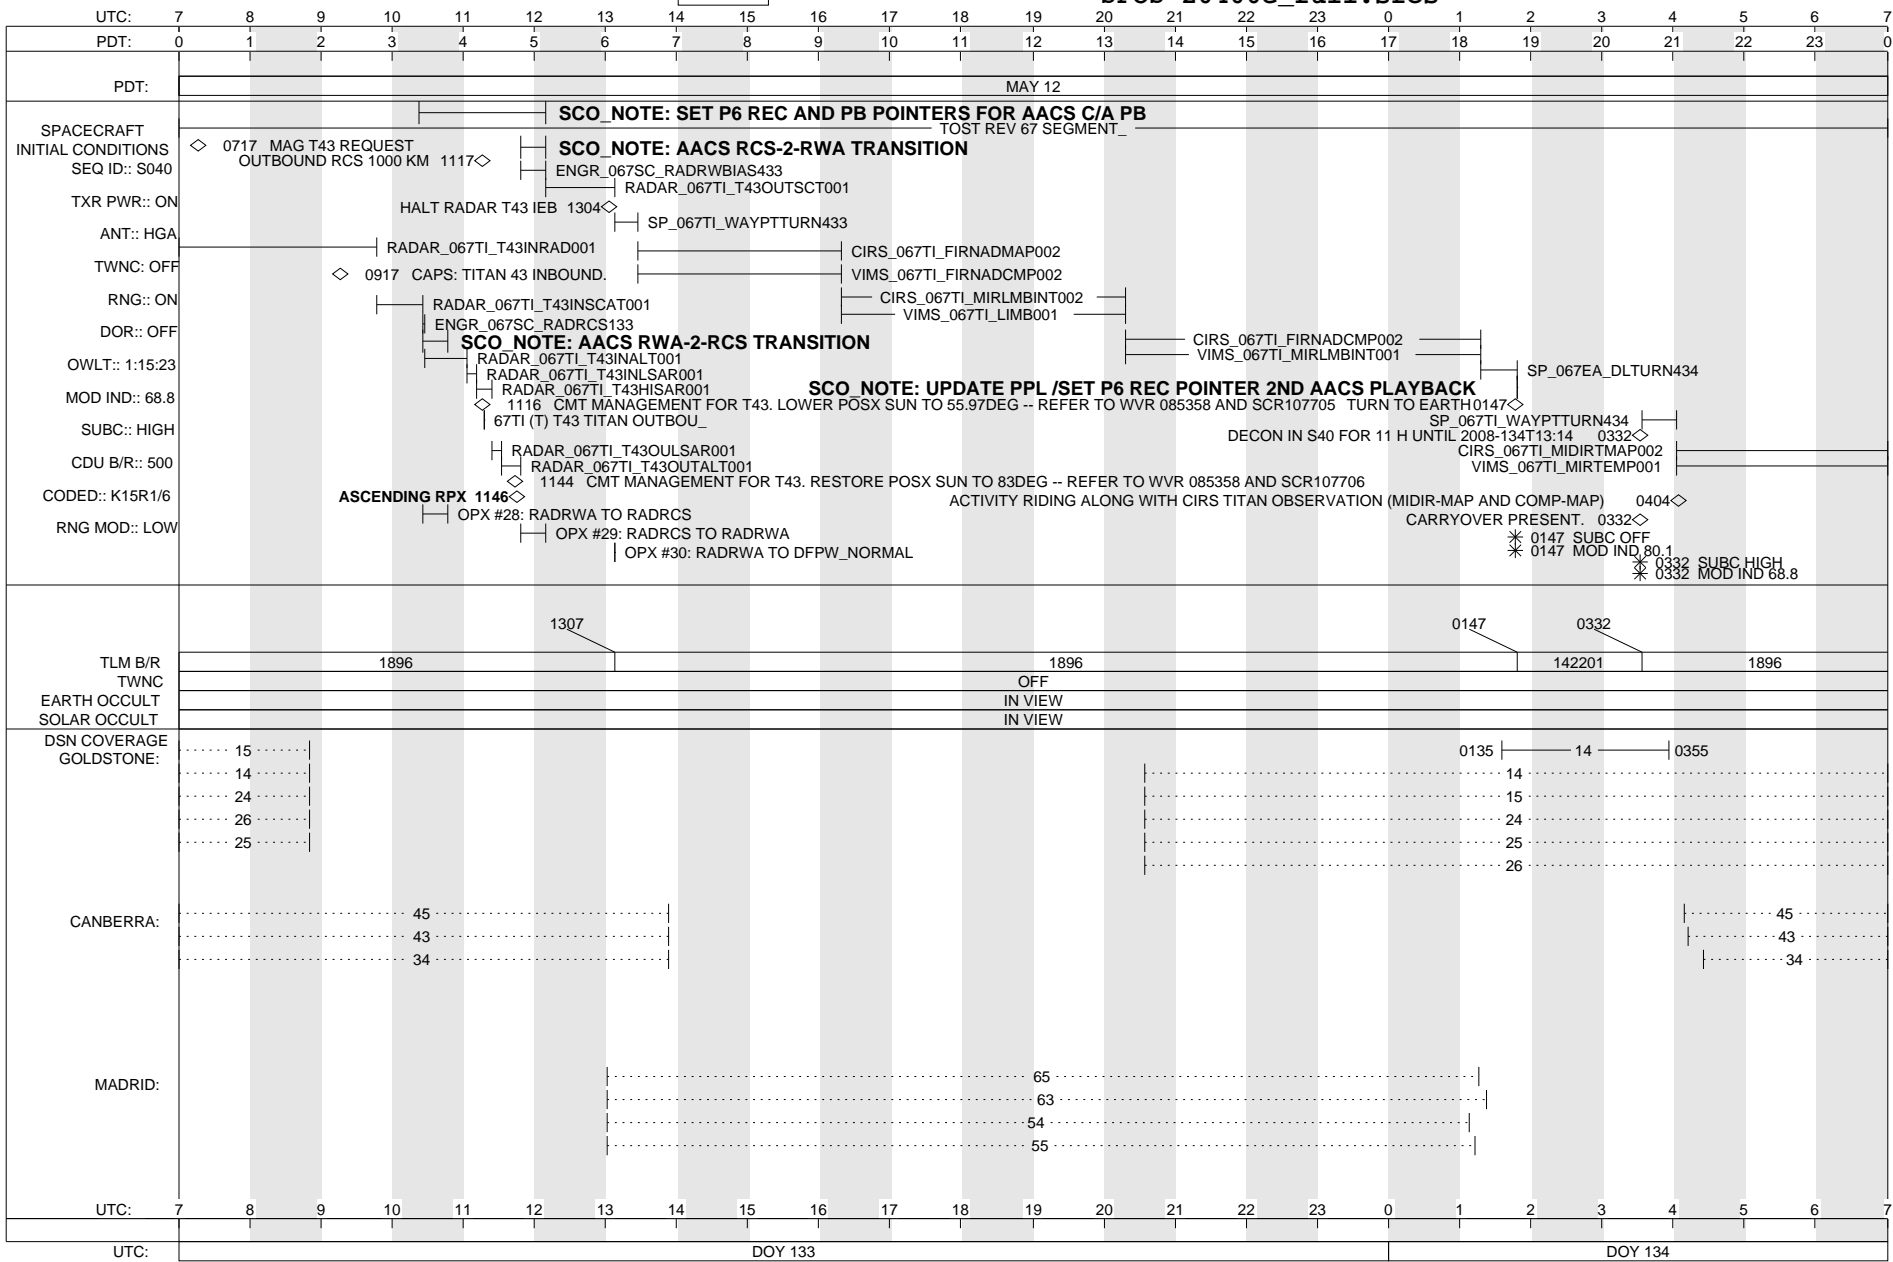 UTC: 7 8 9 10 11 12 13 14 15 16 17 18 19 20 21 22 23 0 1 2 3 4 5 6 7
PDT: 0 1 2 3 4 5 6 7 8 9 10 11 12 13 14 15 16 17 18 19 20 21 22 23 0
PDT: MAY 12
SCO_NOTE: SET P6 REC AND PB POINTERS FOR AACS C/A PB
SPACECRAFT TOST REV 67 SEGMENT_
INITIAL CONDITIONS 0717 MAG T43 REQUEST SCO_NOTE: AACS RCS-2-RWA TRANSITION
OUTBOUND RCS 1000 KM 1117
SEQ ID:: S040 ENGR_067SC_RADRWBIAS433
RADAR_067TI_T43OUTSCT001
TXR PWR:: ON HALT RADAR T43 IEB 1304
SP_067TI_WAYPTTURN433
ANT:: HGA
RADAR_067TI_T43INRAD001 CIRS_067TI_FIRNADMAP002
TWNC: OFF 0917 CAPS: TITAN 43 INBOUND. VIMS_067TI_FIRNADCMP002
RNG:: ON RADAR_067TI_T43INSCAT001 CIRS_067TI_MIRLMBINT002
VIMS_067TI_LIMB001
DOR:: OFF ENGR_067SC_RADRCS133
SCO_NOTE: AACS RWA-2-RCS TRANSITION CIRS_067TI_FIRNADCMP002
OWLT:: 1:15:23 RADAR_067TI_T43INALT001 VIMS_067TI_MIRLMBINT001
RADAR_067TI_T43INLSAR001 SP_067EA_DLTURN434
RADAR_067TI_T43HISAR001 SCO_NOTE: UPDATE PPL /SET P6 REC POINTER 2ND AACS PLAYBACK
MOD IND:: 68.8 1116 CMT MANAGEMENT FOR T43. LOWER POSX SUN TO 55.97DEG -- REFER TO WVR 085358 AND SCR107705 TURN TO EARTH 0147
67TI (T) T43 TITAN OUTBOU_ SP_067TI_WAYPTTURN434
SUBC:: HIGH DECON IN S40 FOR 11 H UNTIL 2008-134T13:14 0332
RADAR_067TI_T43OULSAR001 CIRS_067TI_MIDIRTMAP002
CDU B/R:: 500 RADAR_067TI_T43OUTALT001 VIMS_067TI_MIRTEMP001
1144 CMT MANAGEMENT FOR T43. RESTORE POSX SUN TO 83DEG -- REFER TO WVR 085358 AND SCR107706
CODED:: K15R1/6 ASCENDING RPX 1146 ACTIVITY RIDING ALONG WITH CIRS TITAN OBSERVATION (MIDIR-MAP AND COMP-MAP) 0404
OPX #28: RADRWA TO RADRCS CARRYOVER PRESENT. 0332
RNG MOD:: LOW OPX #29: RADRCS TO RADRWA 0147 SUBC OFF
OPX #30: RADRWA TO DFPW_NORMAL 0147 MOD IND 80.1
0332 SUBC HIGH
0332 MOD IND 68.8
1307 0147 0332
TLM B/R 1896 1896 142201 1896
TWNC OFF
EARTH OCCULT IN VIEW
SOLAR OCCULT IN VIEW
DSN COVERAGE
GOLDSTONE: 15 0135 14 0355
14 14
24 15
26 24
25 25
26
CANBERRA: 45 45
43 43
34 34
MADRID: 65
63
54
55
UTC: 7 8 9 10 11 12 13 14 15 16 17 18 19 20 21 22 23 0 1 2 3 4 5 6 7
UTC: DOY 133 DOY 134